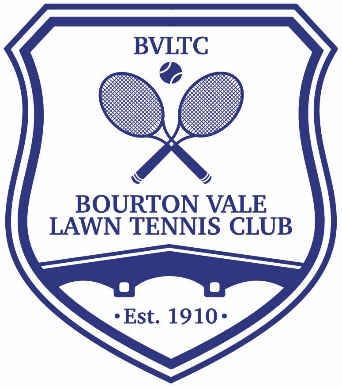 BVLTC
BOURTON VALE
LAWN TENNIS CLUB
·Est. 1910·